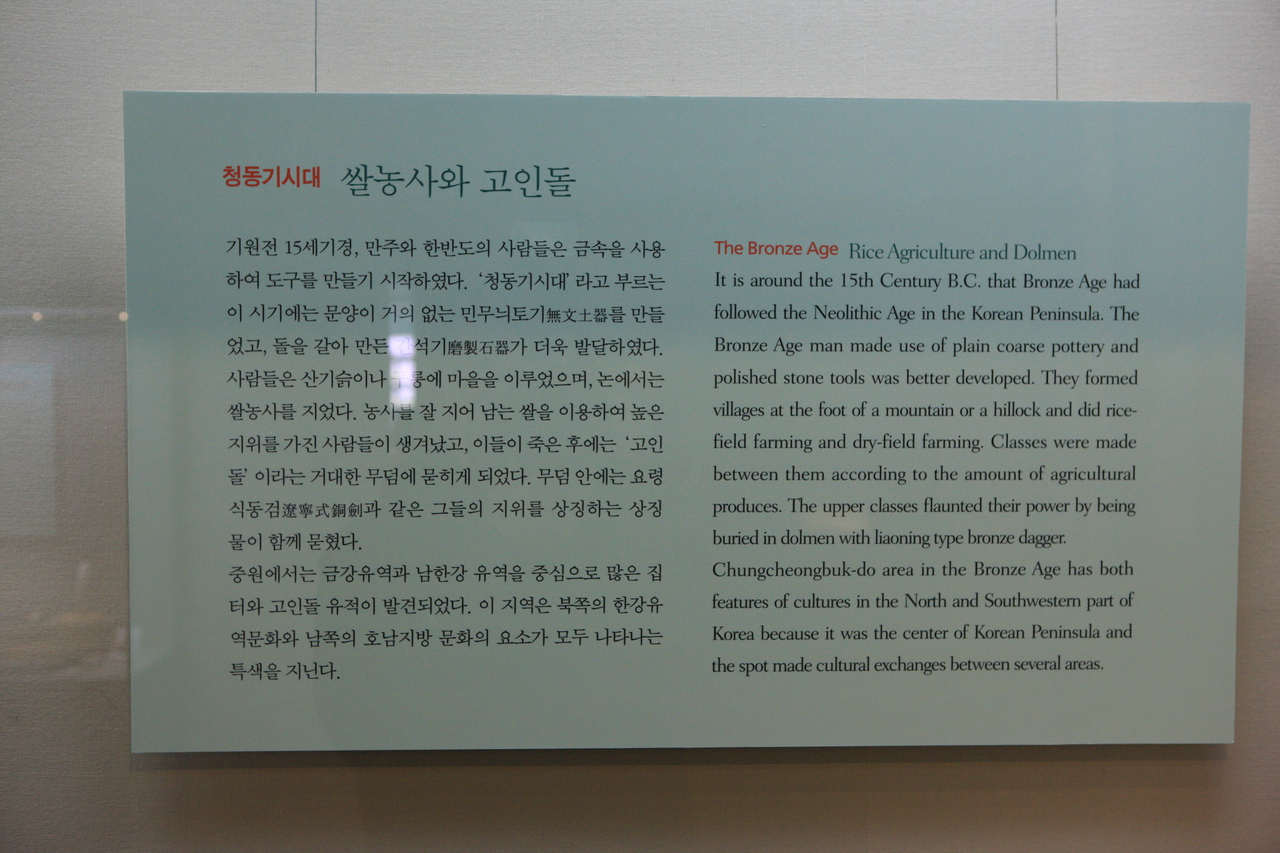 청동기시대 쌀농사와 고인돌
기원전 15세기경, 만주와 한반도의 사람들은 금속을 사용
하여 도구를 만들기 시작하였다. ‘청동기시대’ 라고 부르는
이 시기에는 문양이 거의 없는 민무늬토기無文土器를 만들
었고, 돌을 갈아 만든 간석기磨製石器가 더욱 발달하였다.
사람들은 산기슭이나 구릉에 마을을 이루었으며, 논에서는
쌀농사를 지었다. 농사를 잘 지어 남는 쌀을 이용하여 높은
지위를 가진 사람들이 생겨났고, 이들이 죽은 후에는 ‘고인
돌’ 이라는 거대한 무덤에 묻히게 되었다. 무덤 안에는 요령
식동검遼寧式銅劍과 같은 그들의 지위를 상징하는 상징
물이 함께 묻혔다.
중원에서는 금강유역과 남한강 유역을 중심으로 많은 집
터와 고인돌 유적이 발견되었다. 이 지역은 북쪽의 한강유
역문화와 남쪽의 호남지방 문화의 요소가 모두 나타나는
특색을 지닌다.
The Bronze Age Rice Agriculture and Dolmen
It is around the 15th Century B.C. that Bronze Age had
followed the Neolithic Age in the Korean Peninsula. The
Bronze Age man made use of plain coarse pottery and
polished stone tools was better developed. They formed
villages at the foot of a mountain or a hillock and did rice-
field farming and dry-field farming. Classes were made
between them according to the amount of agricultural
produces. The upper classes flaunted their power by being
buried in dolmen with liaoning type bronze dagger.
Chungcheongbuk-do area in the Bronze Age has both
features of cultures in the North and Southwestern part of
Korea because it was the center of Korean Peninsula and
the spot made cultural exchanges between several areas.